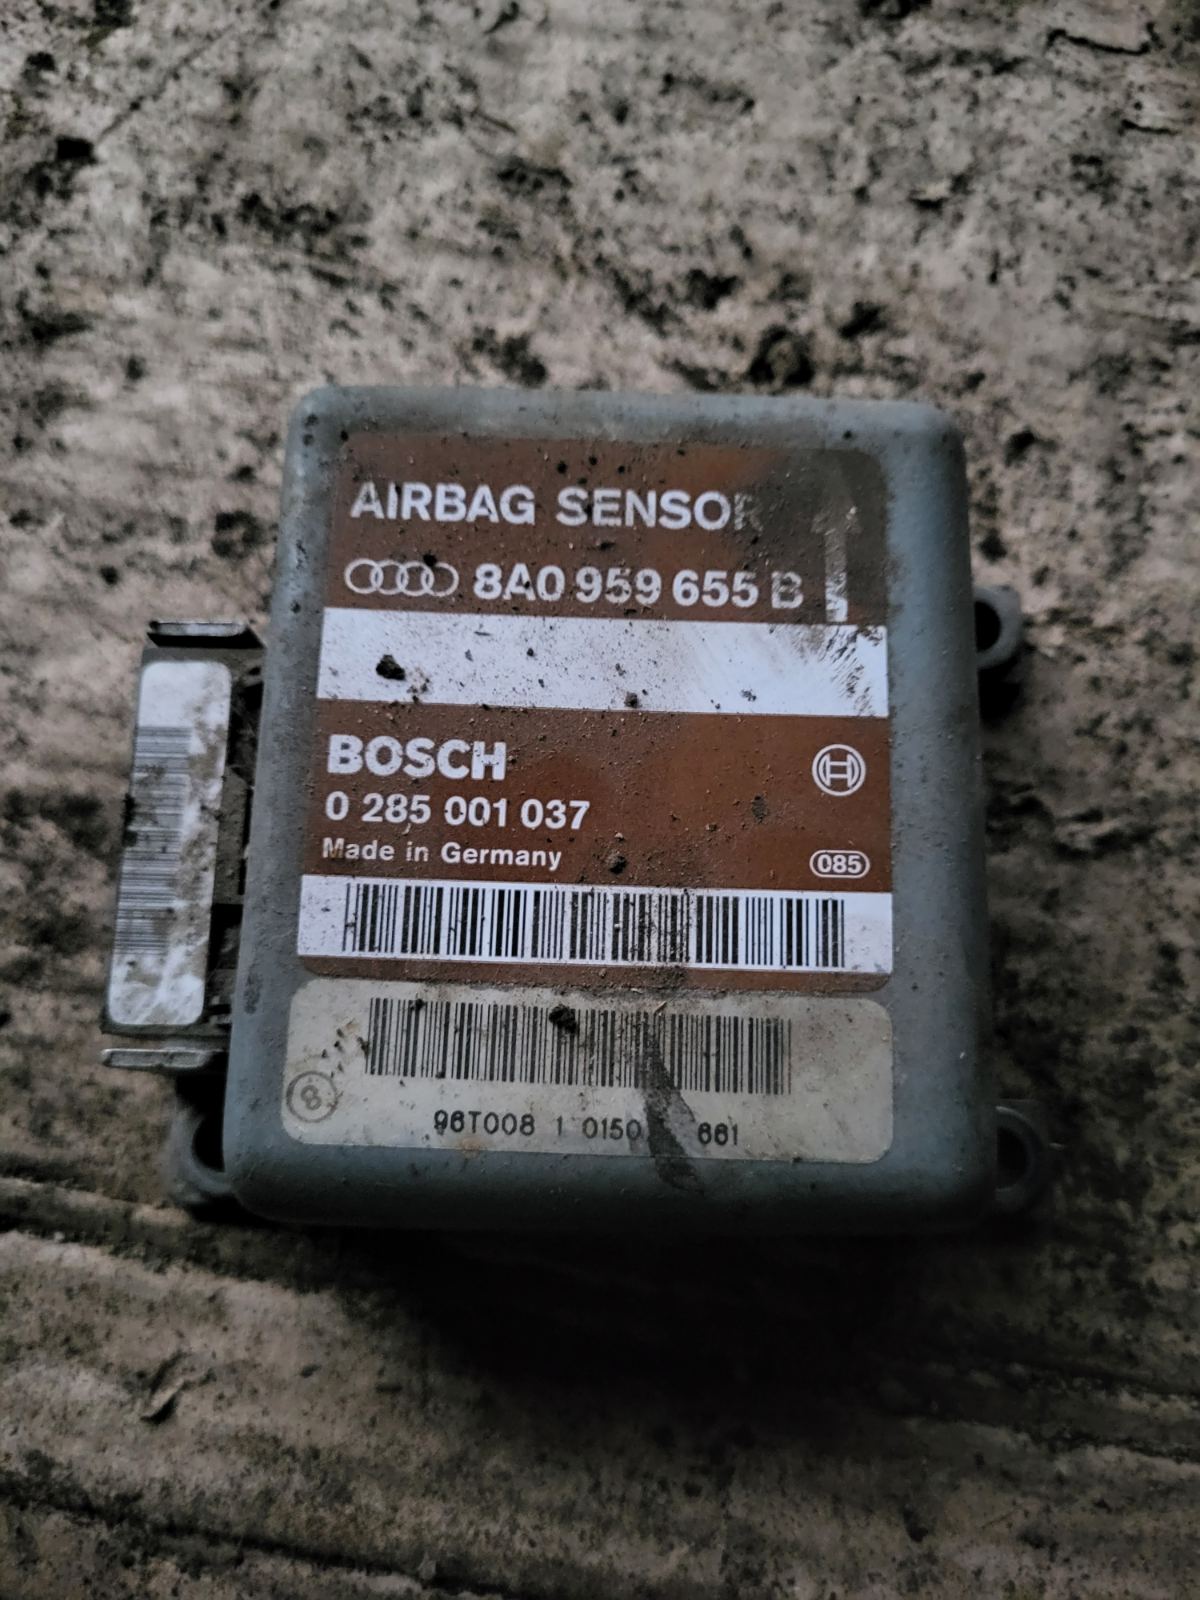 AIRBAG SENSOR
8A0 959 655 B
BOSCH
0 285 001 037
Made in Germany
085
8
96T008 1 0150 661